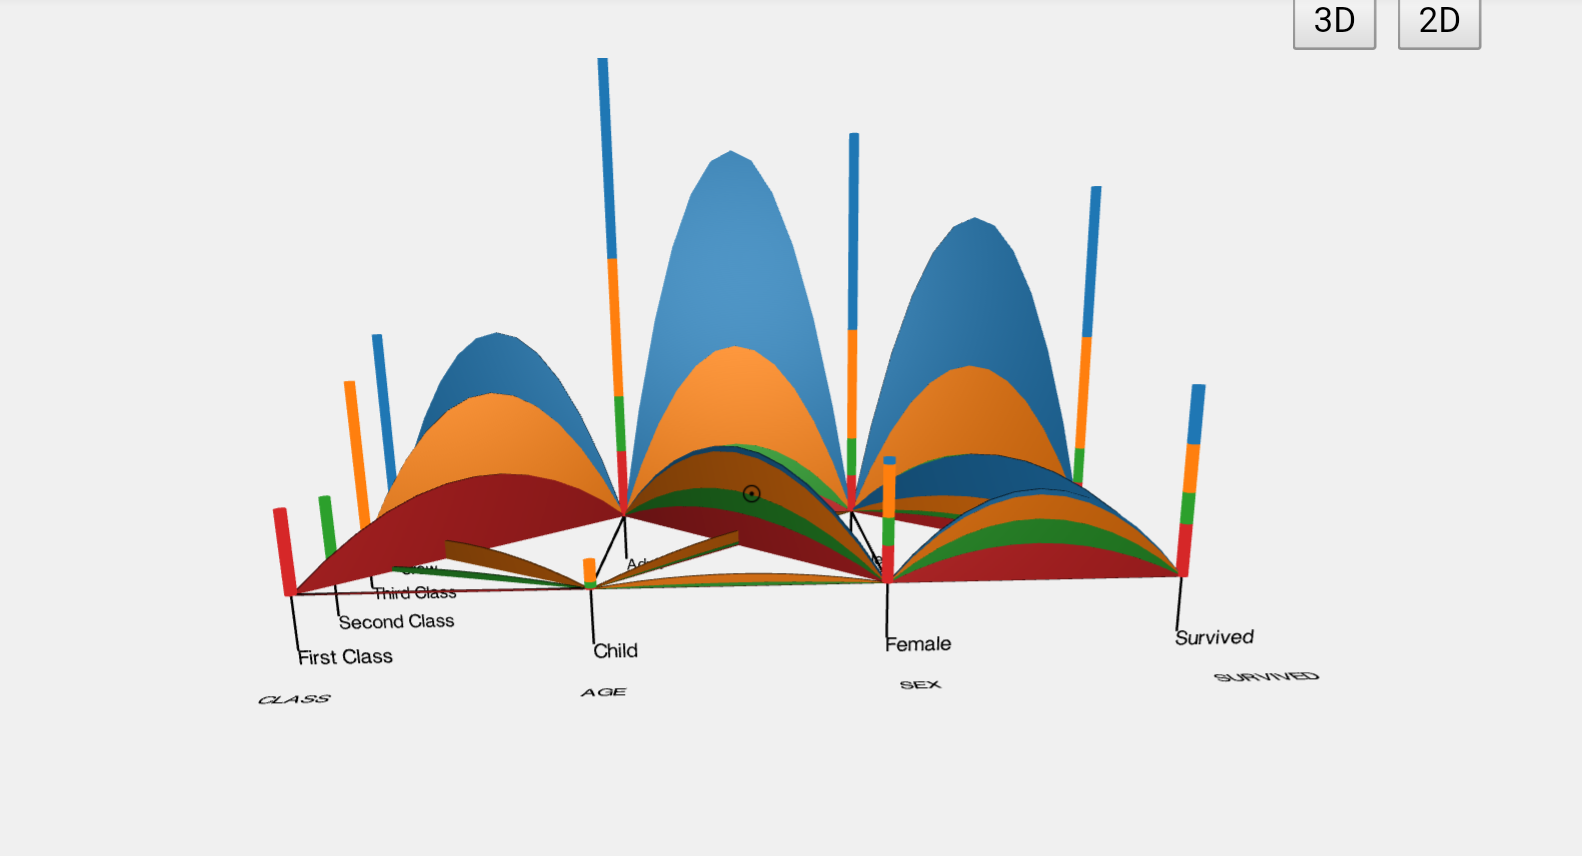 3D 2D
Third Class
Second Class
First Class
Child
Female
Survived
CLASS
AGE
SEX
SURVIVED